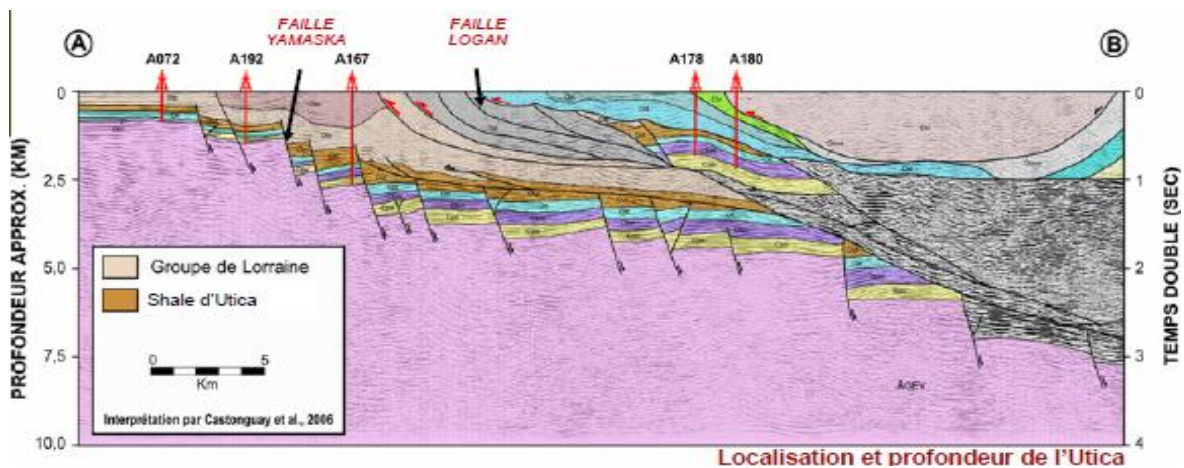 FAILLE
YAMASKA
FAILLE
LOGAN
A
B
A072
A192
A167
A178
A180
PROFONDEUR APPROX. (KM)
0
2,5
5,0
7,5
10,0
TEMPS DOUBLE (SEC)
0
1
2
3
4
Groupe de Lorraine
Shale d'Utica
0
5
Km
Interprétation par Castonguay et al., 2006
Localisation et profondeur de l'Utica